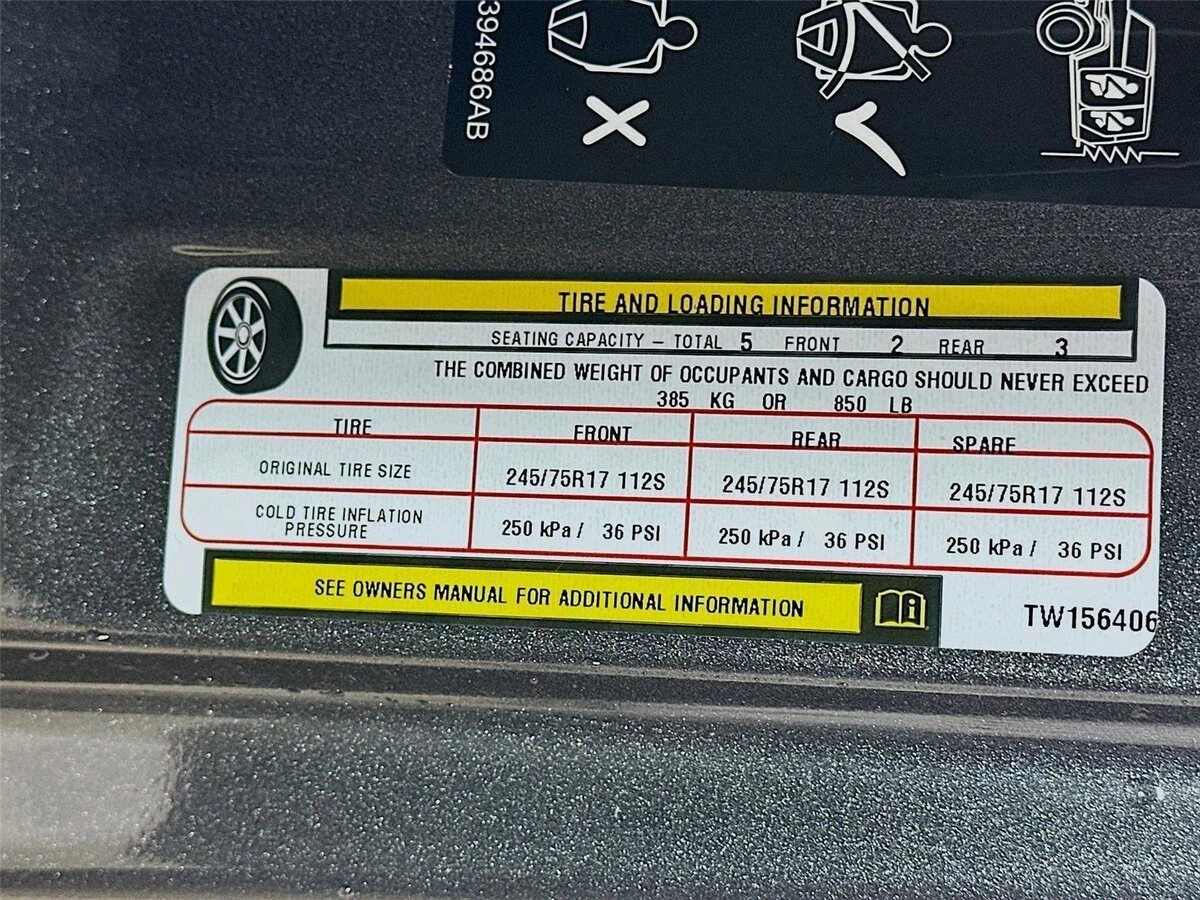 394686AB
TIRE AND LOADING INFORMATION
SEATING CAPACITY – TOTAL 5 FRONT 2 REAR 3
THE COMBINED WEIGHT OF OCCUPANTS AND CARGO SHOULD NEVER EXCEED
385 KG OR 850 LB
TIRE FRONT REAR SPARE
ORIGINAL TIRE SIZE 245/75R17 112S 245/75R17 112S 245/75R17 112S
COLD TIRE INFLATION
PRESSURE 250 kPa / 36 PSI 250 kPa / 36 PSI 250 kPa / 36 PSI
SEE OWNERS MANUAL FOR ADDITIONAL INFORMATION
TW156406